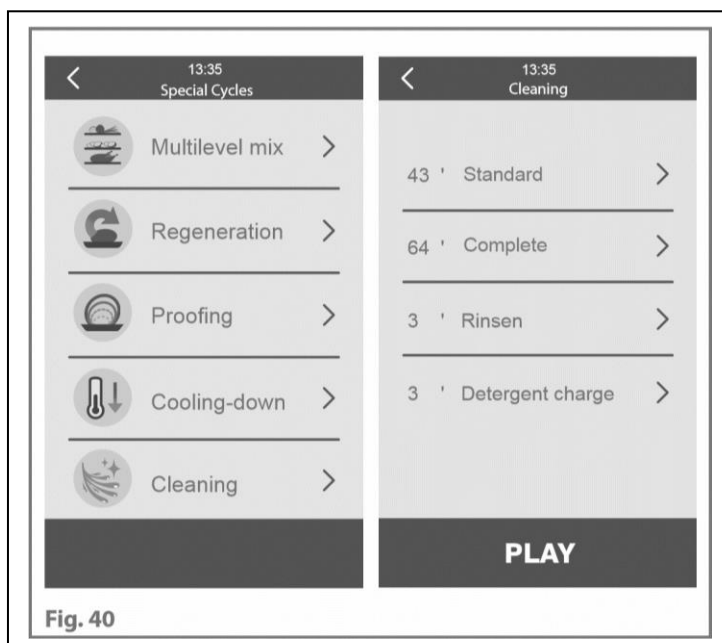 13:35
Special Cycles
Multilevel mix
Regeneration
Proofing
Cooling-down
Cleaning
13:35
Cleaning
43 ' Standard
64 ' Complete
3 ' Rinsen
3 ' Detergent charge
PLAY
Fig. 40